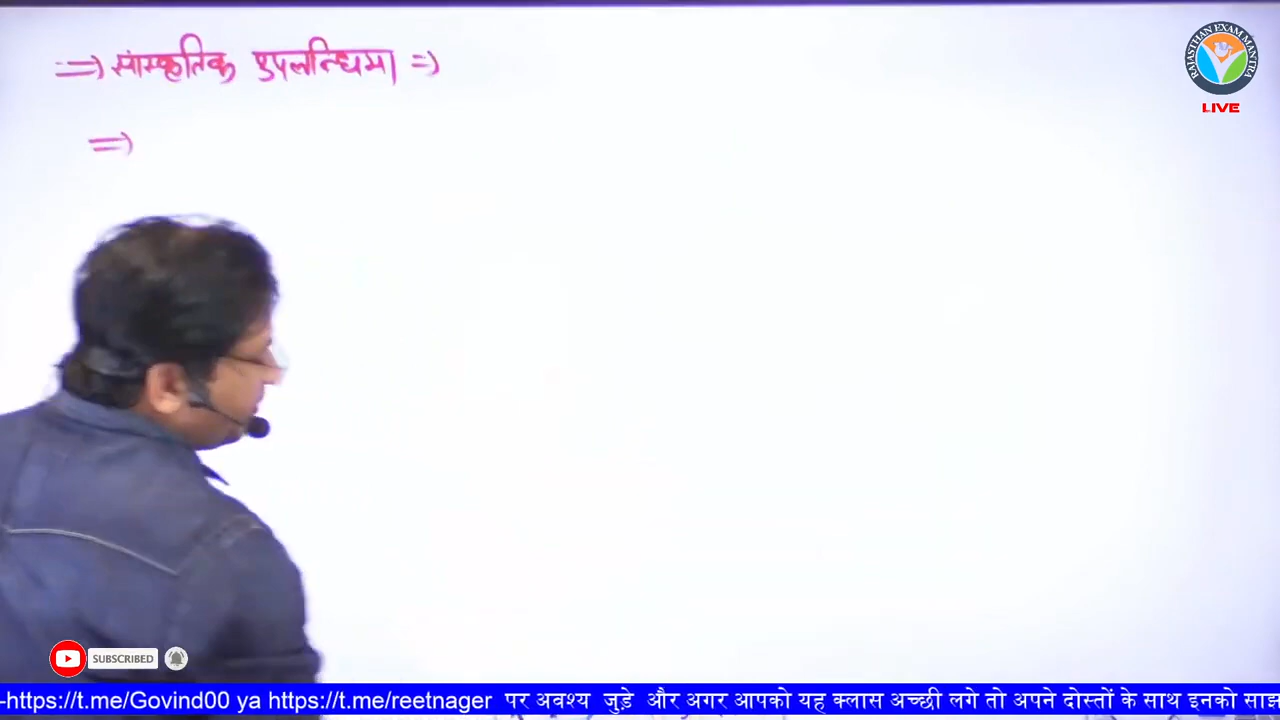 => सांस्कृतिक उपलब्धियां =>
=>
RAJASTHAN EXAM MANTRA
LIVE
SUBSCRIBED
-https://t.me/Govind00 ya https://t.me/reetnager पर अवश्य जुड़े और अगर आपको यह क्लास अच्छी लगे तो अपने दोस्तों के साथ इनको साझ